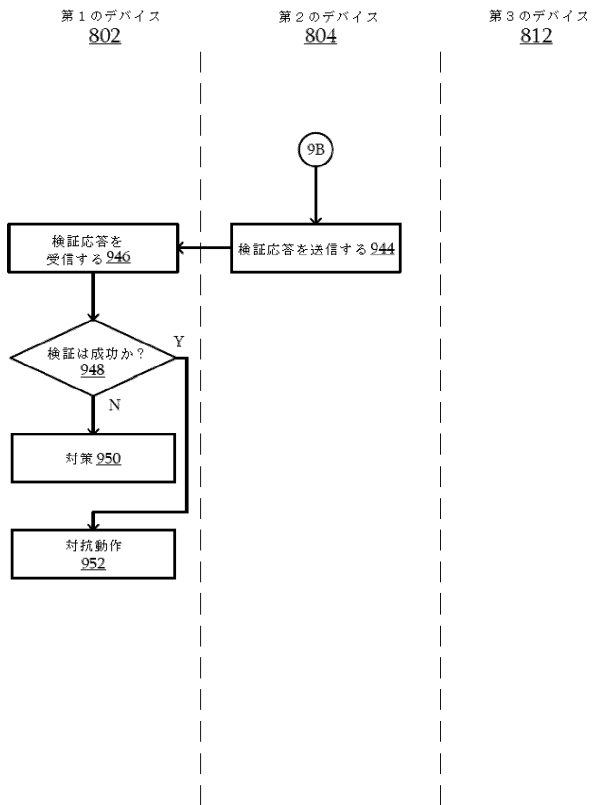 第１のデバイス
802
第２のデバイス
804
第３のデバイス
812
9B
検証応答を送信する 944
検証応答を
受信する 946
検証は成功か？
948
Y
N
対策 950
対抗動作
952